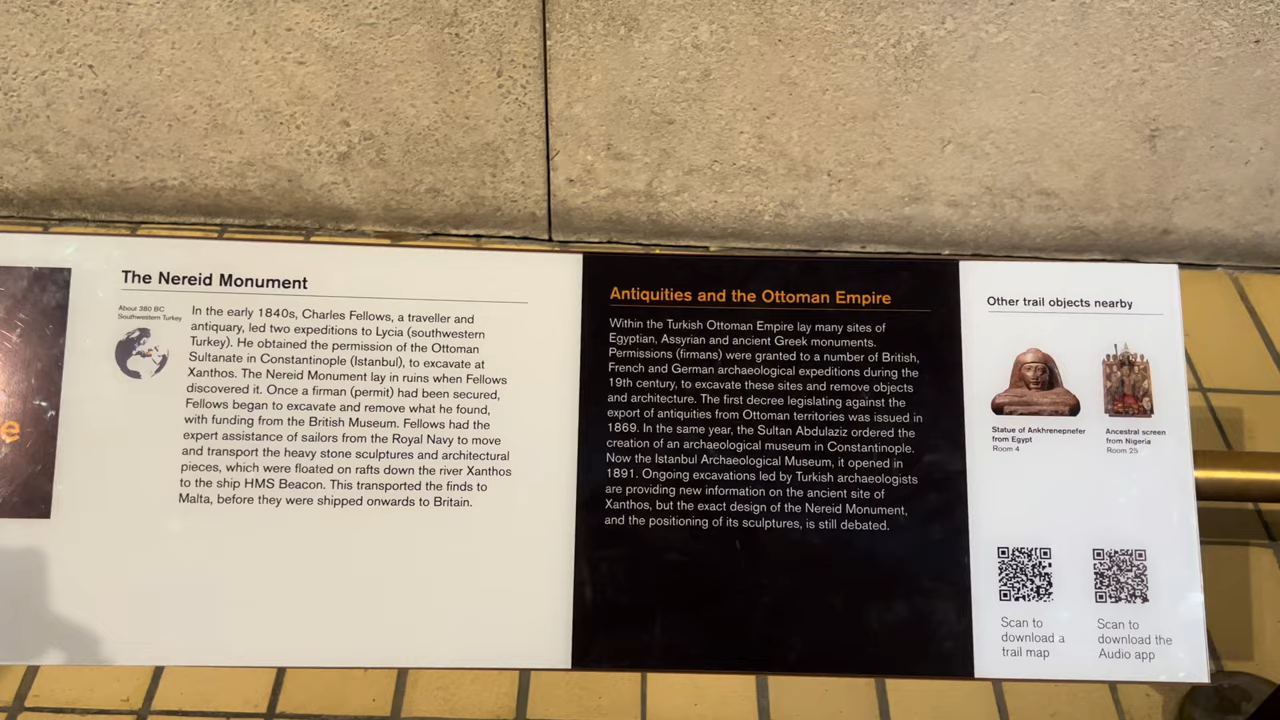 e
The Nereid Monument
About 380 BC
Southwestern Turkey
In the early 1840s, Charles Fellows, a traveller and
antiquary, led two expeditions to Lycia (southwestern
Turkey). He obtained the permission of the Ottoman
Sultanate in Constantinople (Istanbul), to excavate at
Xanthos. The Nereid Monument lay in ruins when Fellows
discovered it. Once a firman (permit) had been secured,
Fellows began to excavate and remove what he found,
with funding from the British Museum. Fellows had the
expert assistance of sailors from the Royal Navy to move
and transport the heavy stone sculptures and architectural
pieces, which were floated on rafts down the river Xanthos
to the ship HMS Beacon. This transported the finds to
Malta, before they were shipped onwards to Britain.
Antiquities and the Ottoman Empire
Within the Turkish Ottoman Empire lay many sites of
Egyptian, Assyrian and ancient Greek monuments.
Permissions (firmans) were granted to a number of British,
French and German archaeological expeditions during the
19th century, to excavate these sites and remove objects
and architecture. The first decree legislating against the
export of antiquities from Ottoman territories was issued in
1869. In the same year, the Sultan Abdulaziz ordered the
creation of an archaeological museum in Constantinople.
Now the Istanbul Archaeological Museum, it opened in
1891. Ongoing excavations led by Turkish archaeologists
are providing new information on the ancient site of
Xanthos, but the exact design of the Nereid Monument,
and the positioning of its sculptures, is still debated.
Other trail objects nearby
Statue of Ankhrenepnefer
from Egypt
Room 4
Ancestral screen
from Nigeria
Room 25
Scan to
download a
trail map
Scan to
download the
Audio app